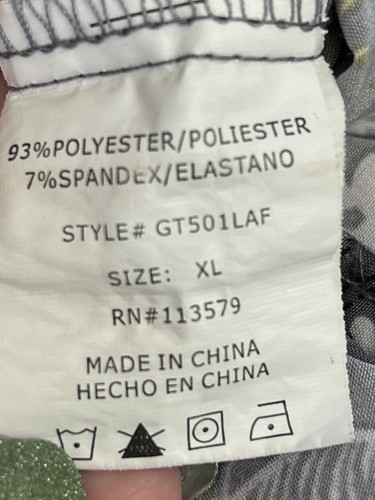 93%POLYESTER/POLIESTER
7%SPANDEX/ELASTANO
STYLE# GT501LAF
SIZE: XL
RN#113579
MADE IN CHINA
HECHO EN CHINA